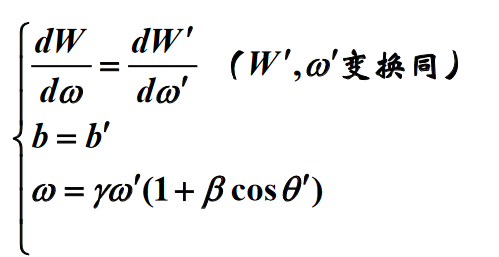 dW/dω = dW′/dω′ （W′,ω′变换同）
b = b′
ω = γω′(1 + β cos θ′)